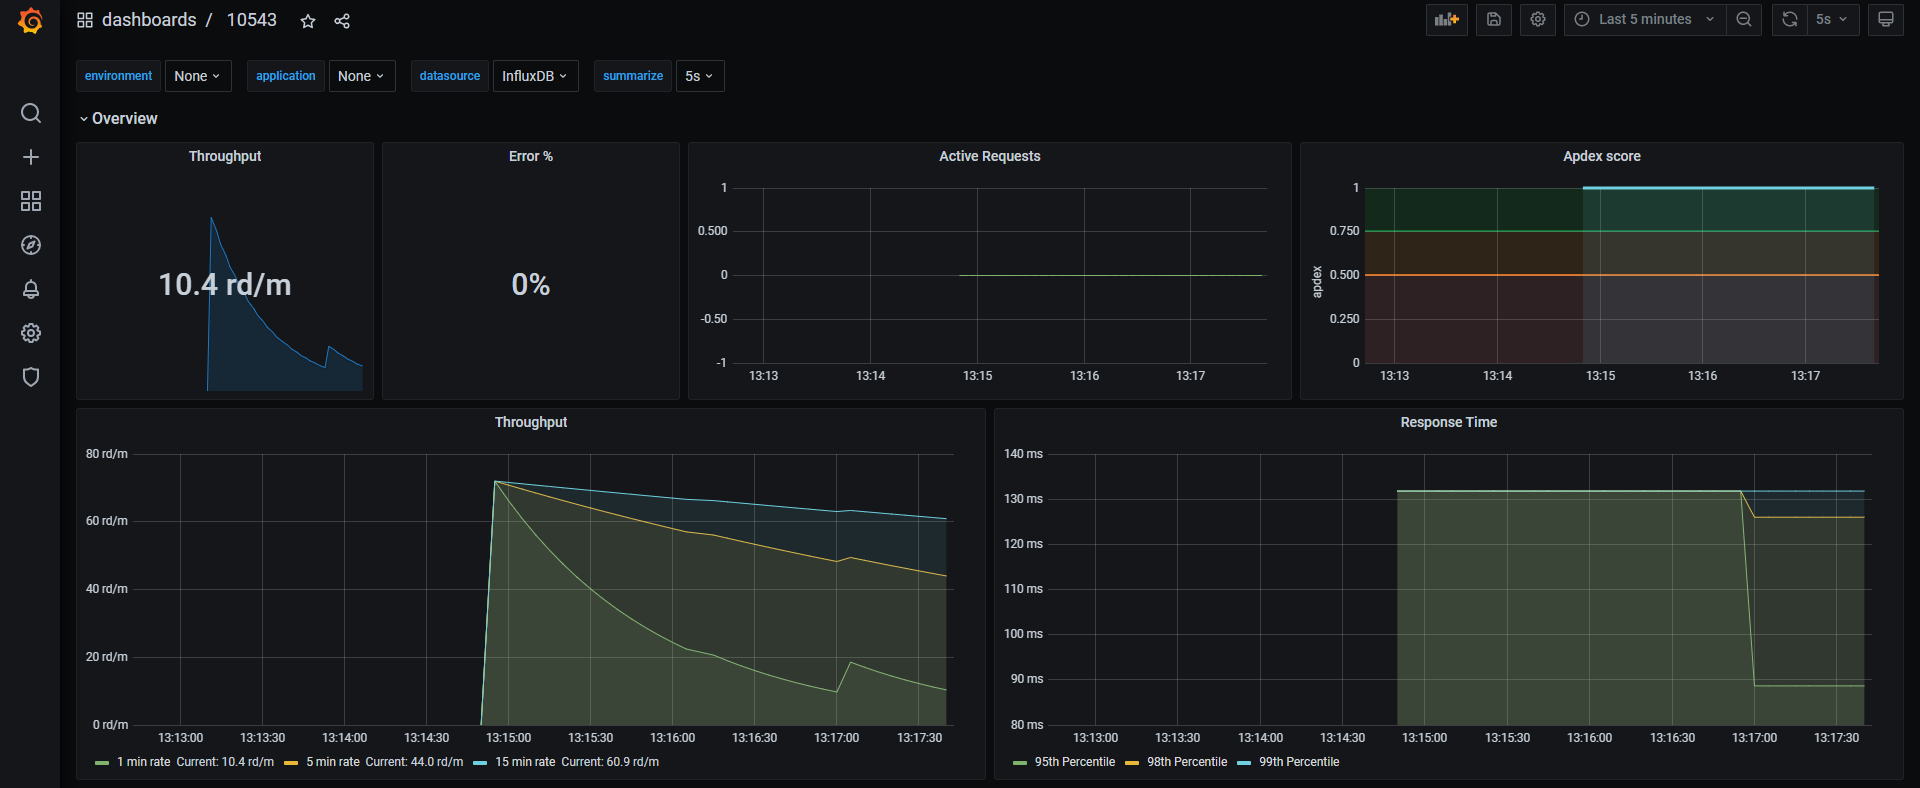 dashboards / 10543
Last 5 minutes
5s
environment None application None datasource InfluxDB summarize 5s
Overview
Throughput
10.4 rd/m
Error %
0%
Active Requests
1
0.500
0
-0.50
-1
13:13 13:14 13:15 13:16 13:17
Apdex score
apdex
1
0.750
0.500
0.250
0
13:13 13:14 13:15 13:16 13:17
Throughput
80 rd/m
60 rd/m
40 rd/m
20 rd/m
0 rd/m
13:13:00 13:13:30 13:14:00 13:14:30 13:15:00 13:15:30 13:16:00 13:16:30 13:17:00 13:17:30
1 min rate Current: 10.4 rd/m 5 min rate Current: 44.0 rd/m 15 min rate Current: 60.9 rd/m
Response Time
140 ms
130 ms
120 ms
110 ms
100 ms
90 ms
80 ms
13:13:00 13:13:30 13:14:00 13:14:30 13:15:00 13:15:30 13:16:00 13:16:30 13:17:00 13:17:30
95th Percentile 98th Percentile 99th Percentile